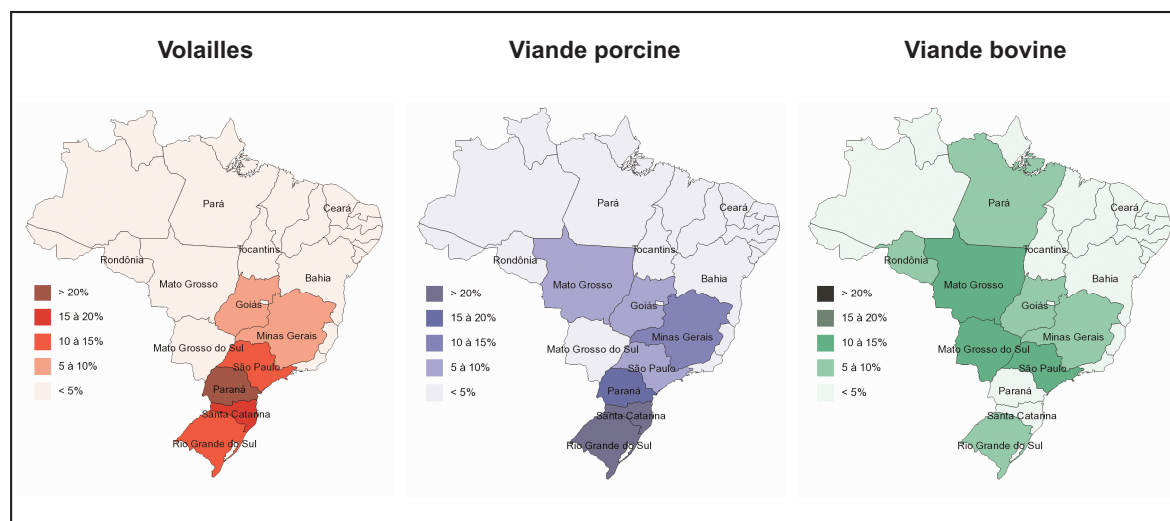 Volailles
Pará
Ceará
Tocantins
Rondônia
Bahia
Mato Grosso
Goiás
Minas Gerais
Mato Grosso do Sul
São Paulo
Paraná
Santa Catarina
Rio Grande do Sul
> 20%
15 à 20%
10 à 15%
5 à 10%
< 5%
Viande porcine
Pará
Ceará
Tocantins
Rondônia
Bahia
Mato Grosso
Goiás
Minas Gerais
Mato Grosso do Sul
São Paulo
Paraná
Santa Catarina
Rio Grande do Sul
> 20%
15 à 20%
10 à 15%
5 à 10%
< 5%
Viande bovine
Pará
Ceará
Tocantins
Rondônia
Bahia
Mato Grosso
Goiás
Minas Gerais
Mato Grosso do Sul
São Paulo
Paraná
Santa Catarina
Rio Grande do Sul
> 20%
15 à 20%
10 à 15%
5 à 10%
< 5%